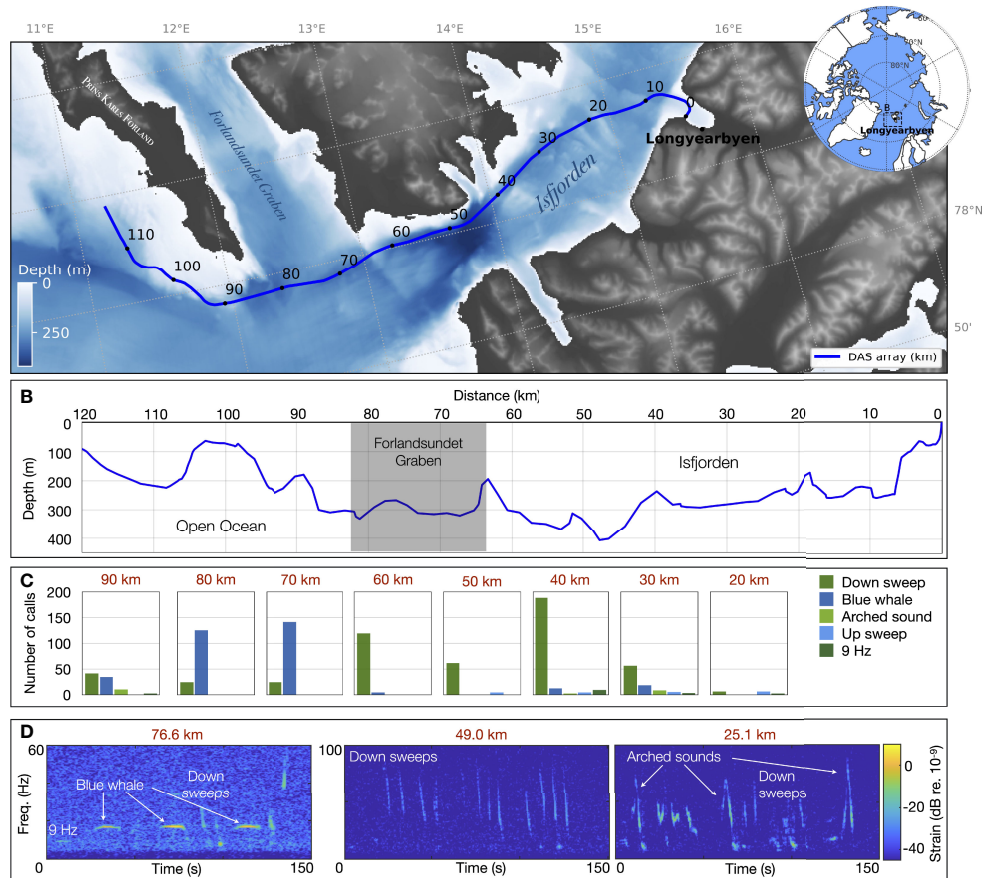 11°E 12°E 13°E 14°E 15°E 16°E
PRINS KARLS FORLAND
Forlandsundet Graben
Isfjorden
Longyearbyen
0
10
20
30
40
50
60
70
80
90
100
110
78°N
50'
Depth (m)
0
250
DAS array (km)
80°N
B
Longyearbyen
B
Distance (km)
120 110 100 90 80 70 60 50 40 30 20 10 0
Depth (m)
0
100
200
300
400
Open Ocean
Forlandsundet
Graben
Isfjorden
C
90 km 80 km 70 km 60 km 50 km 40 km 30 km 20 km
Number of calls
200
150
100
50
0
Down sweep
Blue whale
Arched sound
Up sweep
9 Hz
D
76.6 km 49.0 km 25.1 km
Freq. (Hz)
60
Blue whale
Down
sweeps
9 Hz
0 Time (s) 150
100
Down sweeps
0 Time (s) 150
Arched sounds
Down
sweeps
0 Time (s) 150
0
-20
-40
Strain (dB re. 10⁻⁹)